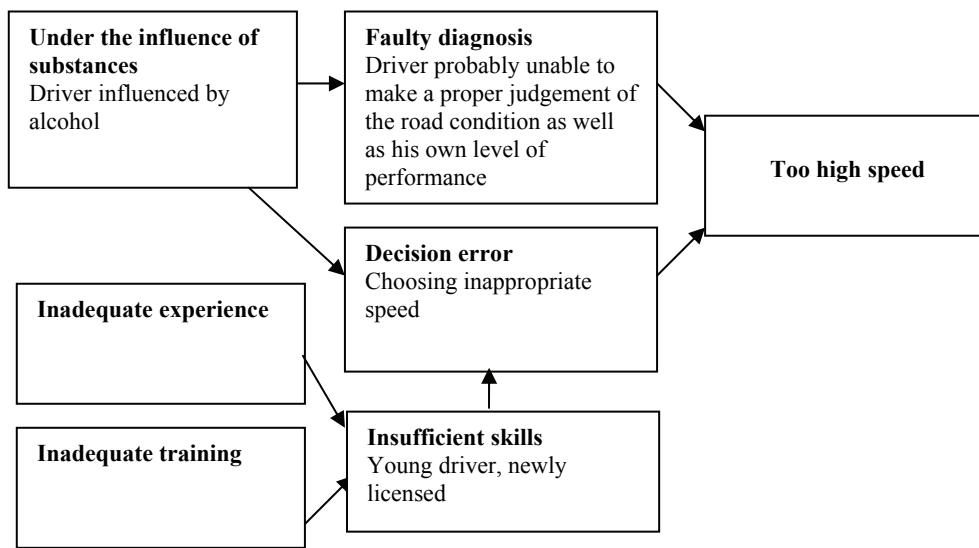 Under the influence of
substances
Driver influenced by
alcohol
Faulty diagnosis
Driver probably unable to
make a proper judgement of
the road condition as well
as his own level of
performance
Too high speed
Decision error
Choosing inappropriate
speed
Inadequate experience
Inadequate training
Insufficient skills
Young driver, newly
licensed